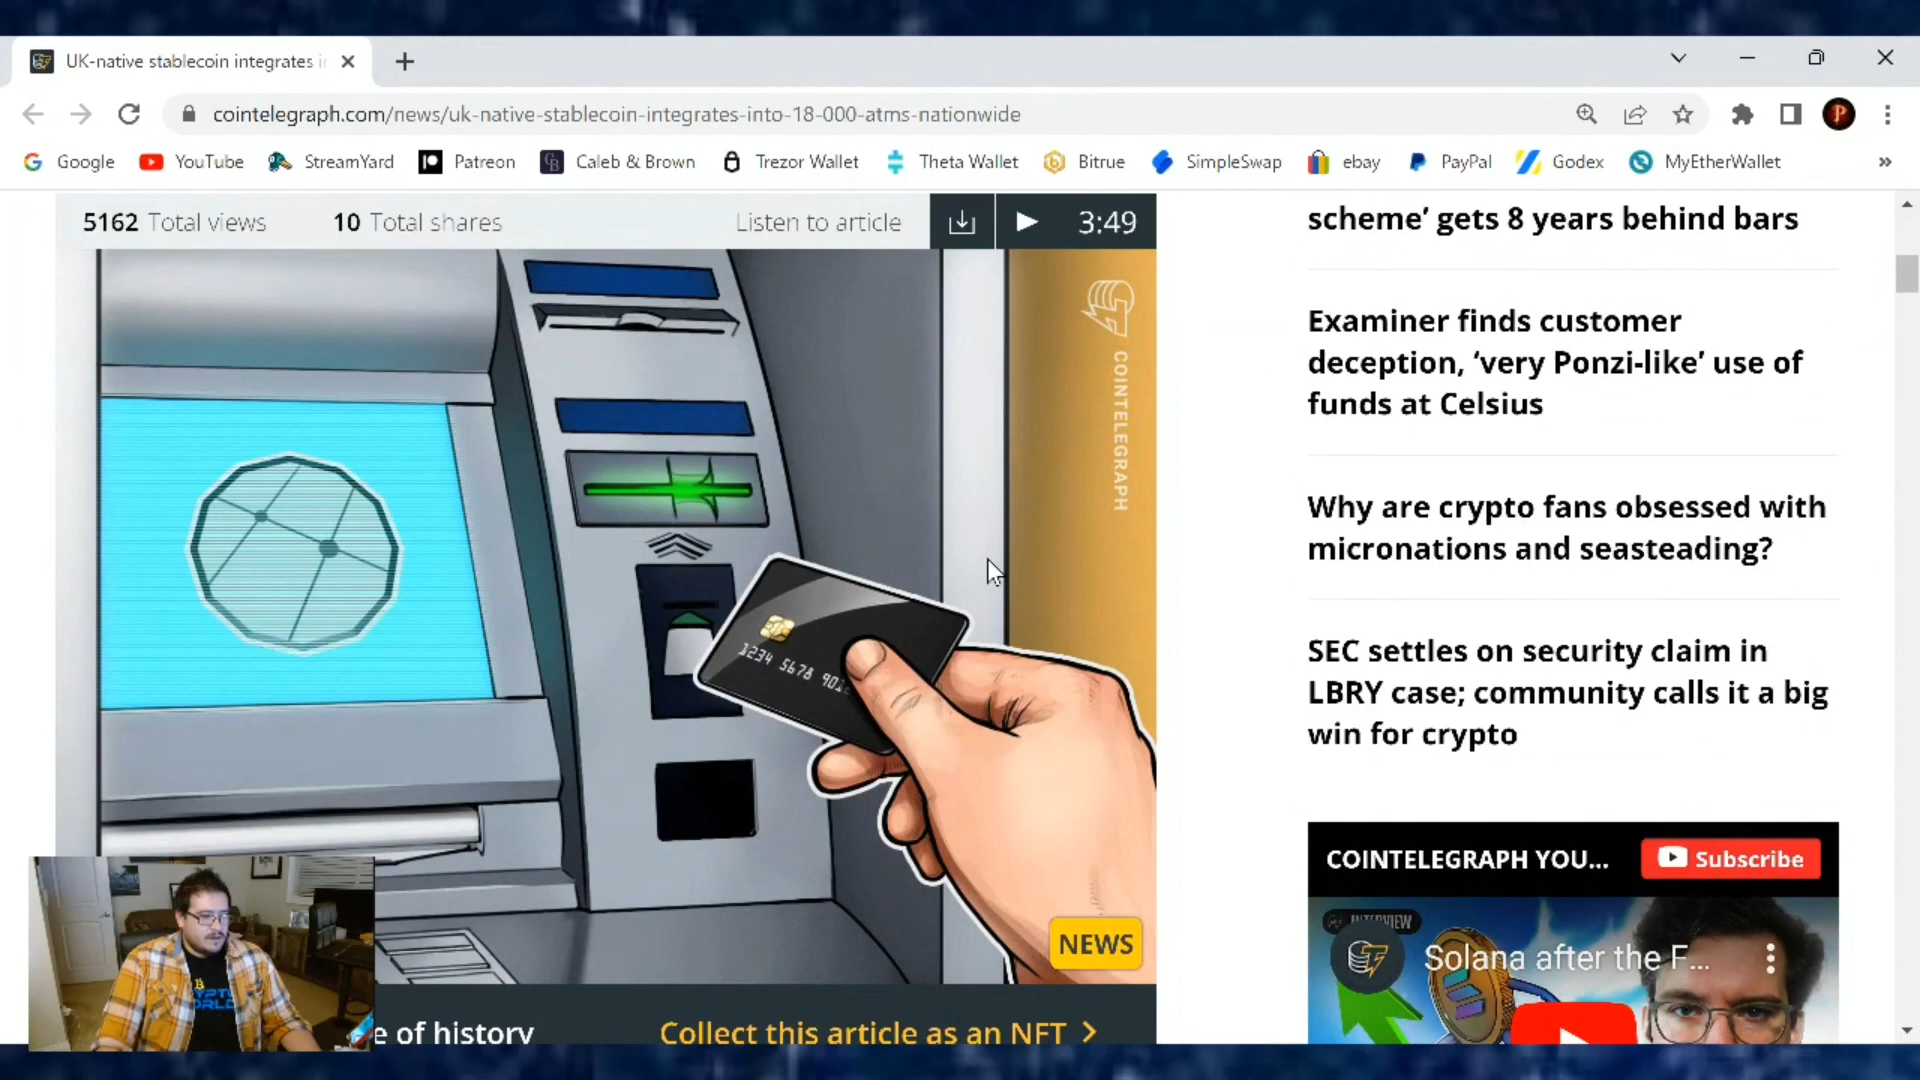 UK-native stablecoin integrates i
cointelegraph.com/news/uk-native-stablecoin-integrates-into-18-000-atms-nationwide
Google YouTube StreamYard Patreon Caleb & Brown Trezor Wallet Theta Wallet Bitrue SimpleSwap ebay PayPal Godex MyEtherWallet »
5162 Total views 10 Total shares Listen to article 3:49
COINTELEGRAPH
1234 5678 901
NEWS
e of history Collect this article as an NFT >
scheme’ gets 8 years behind bars
Examiner finds customer
deception, ‘very Ponzi-like’ use of
funds at Celsius
Why are crypto fans obsessed with
micronations and seasteading?
SEC settles on security claim in
LBRY case; community calls it a big
win for crypto
COINTELEGRAPH YOU... Subscribe
INTERVIEW
Solana after the F...